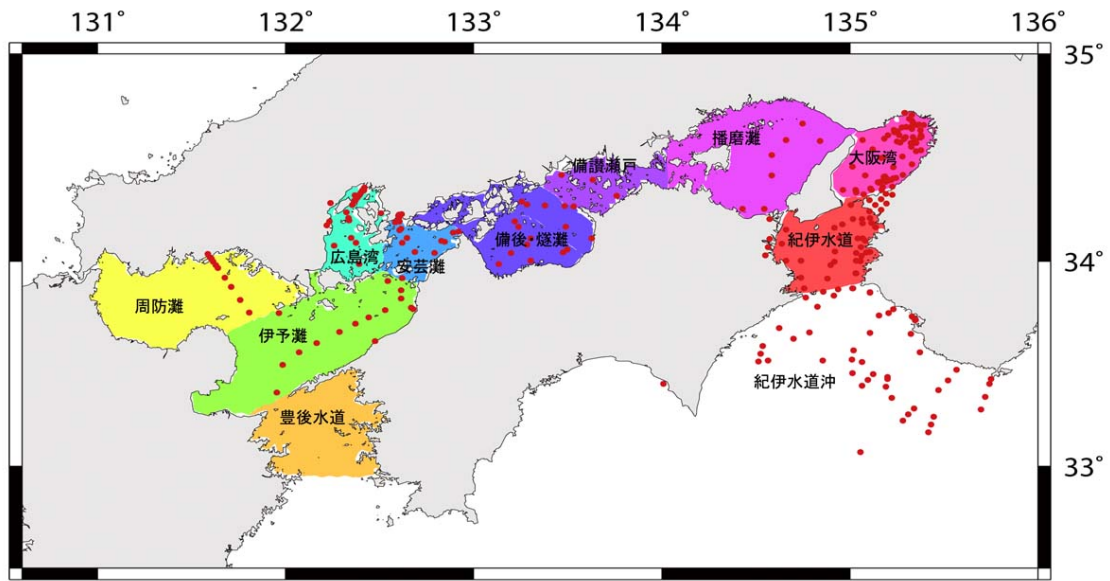 131° 132° 133° 134° 135° 136°
35°
播磨灘
大阪湾
備讃瀬戸
紀伊水道
備後・燧灘
広島湾
安芸灘
34°
周防灘
伊予灘
紀伊水道沖
豊後水道
33°